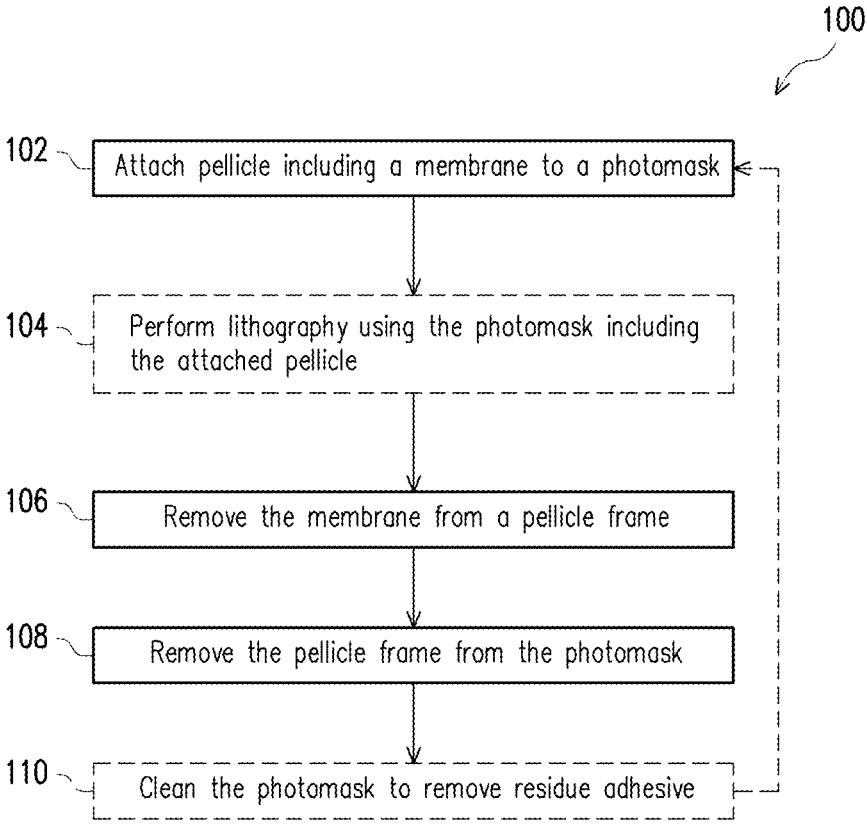 100
102
Attach pellicle including a membrane to a photomask
104
Perform lithography using the photomask including
the attached pellicle
106
Remove the membrane from a pellicle frame
108
Remove the pellicle frame from the photomask
110
Clean the photomask to remove residue adhesive